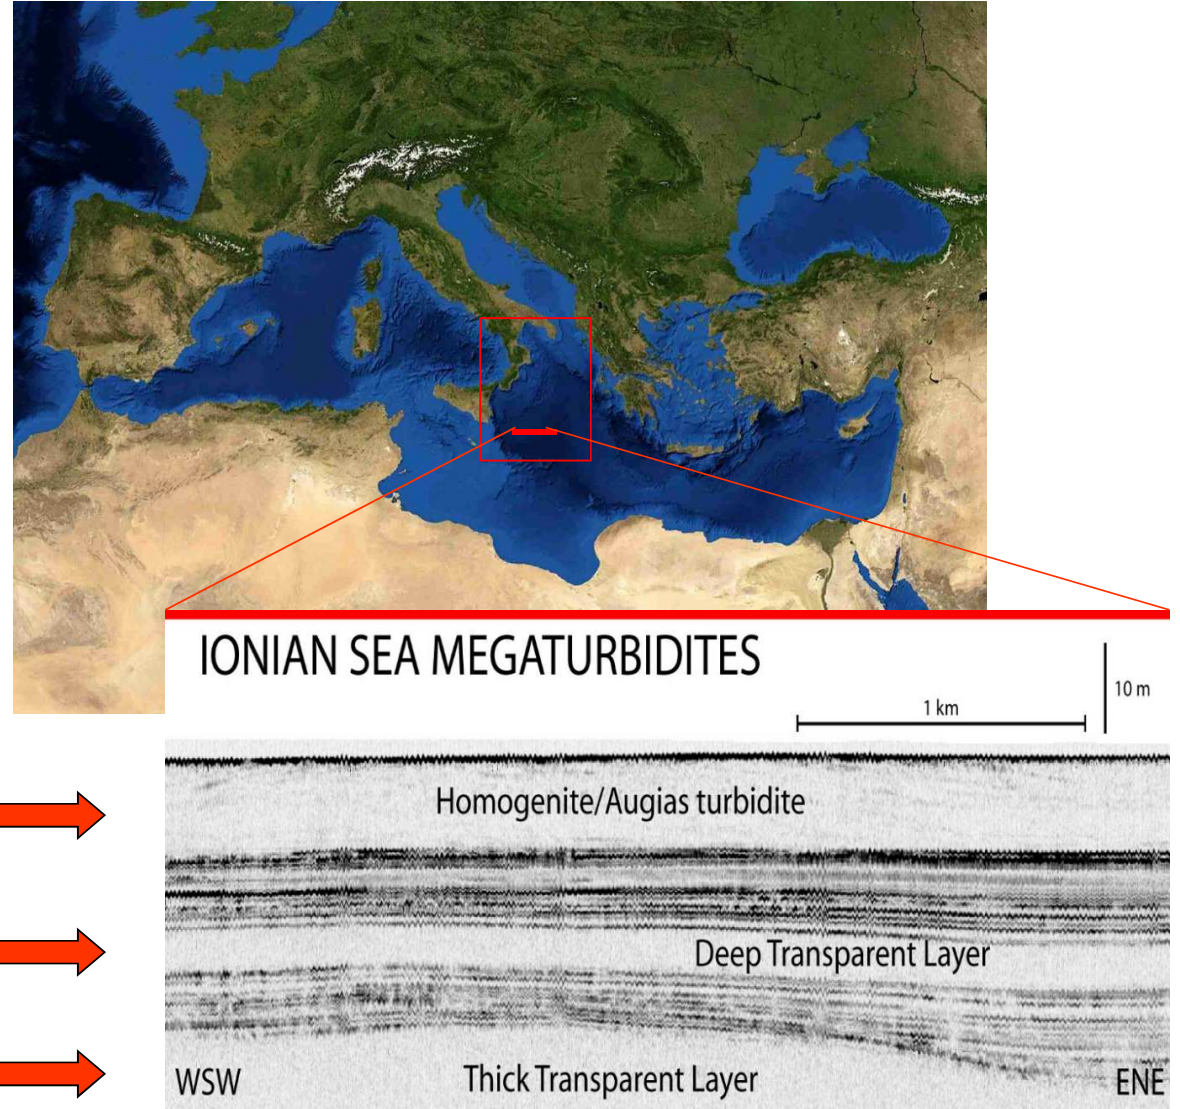 IONIAN SEA MEGATURBIDITES
10 m
1 km
Homogenite/Augias turbidite
Deep Transparent Layer
WSW
Thick Transparent Layer
ENE